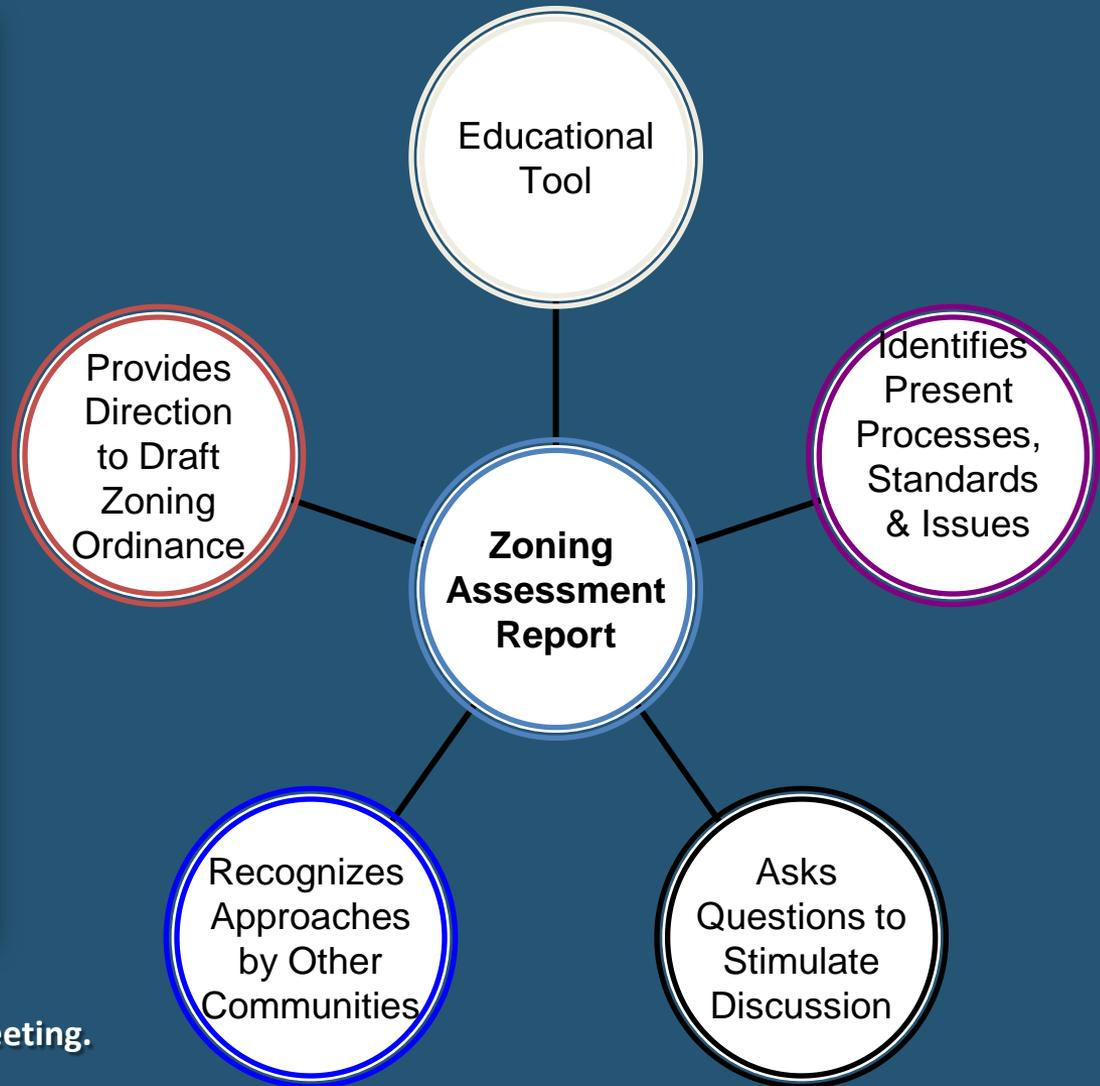 Educational
Tool
Identifies
Present
Processes,
Standards
& Issues
Provides
Direction
to Draft
Zoning
Ordinance
Zoning
Assessment
Report
Recognizes
Approaches
by Other
Communities
Asks
Questions to
Stimulate
Discussion